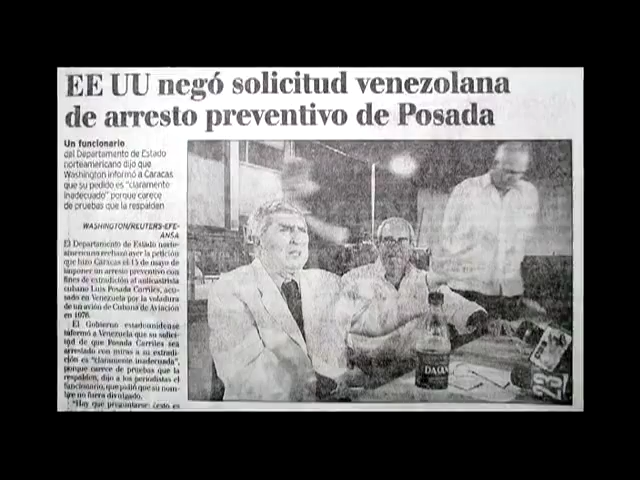 EE UU negó solicitud venezolana
de arresto preventivo de Posada
Un funcionario
del Departamento de Estado
norteamericano dijo que
Washington informó a Caracas
que su pedido es "claramente
inadecuado" porque carece
de pruebas que la respalden
WASHINGTON/REUTERS-EFE-
ANSA
El Departamento de Estado norte-
americano rechazó ayer la petición
que hizo Caracas el 13 de mayo de
imponer un arresto preventivo con
fines de extradición al anticastrista
cubano Luis Posada Carriles, acu-
sado en Venezuela por la voladura
de un avión de Cubana de Aviación
en 1976.
El Gobierno estadounidense
informó a Venezuela que su solici-
tud de que Posada Carriles sea
arrestado con miras a su extradi-
ción es "claramente inadecuada",
porque carece de pruebas que la
respalden, dijo a los periodistas el
funcionario, que pidió que su nom-
bre no fuera divulgado.
"Hay que preguntarse: ¿esto es